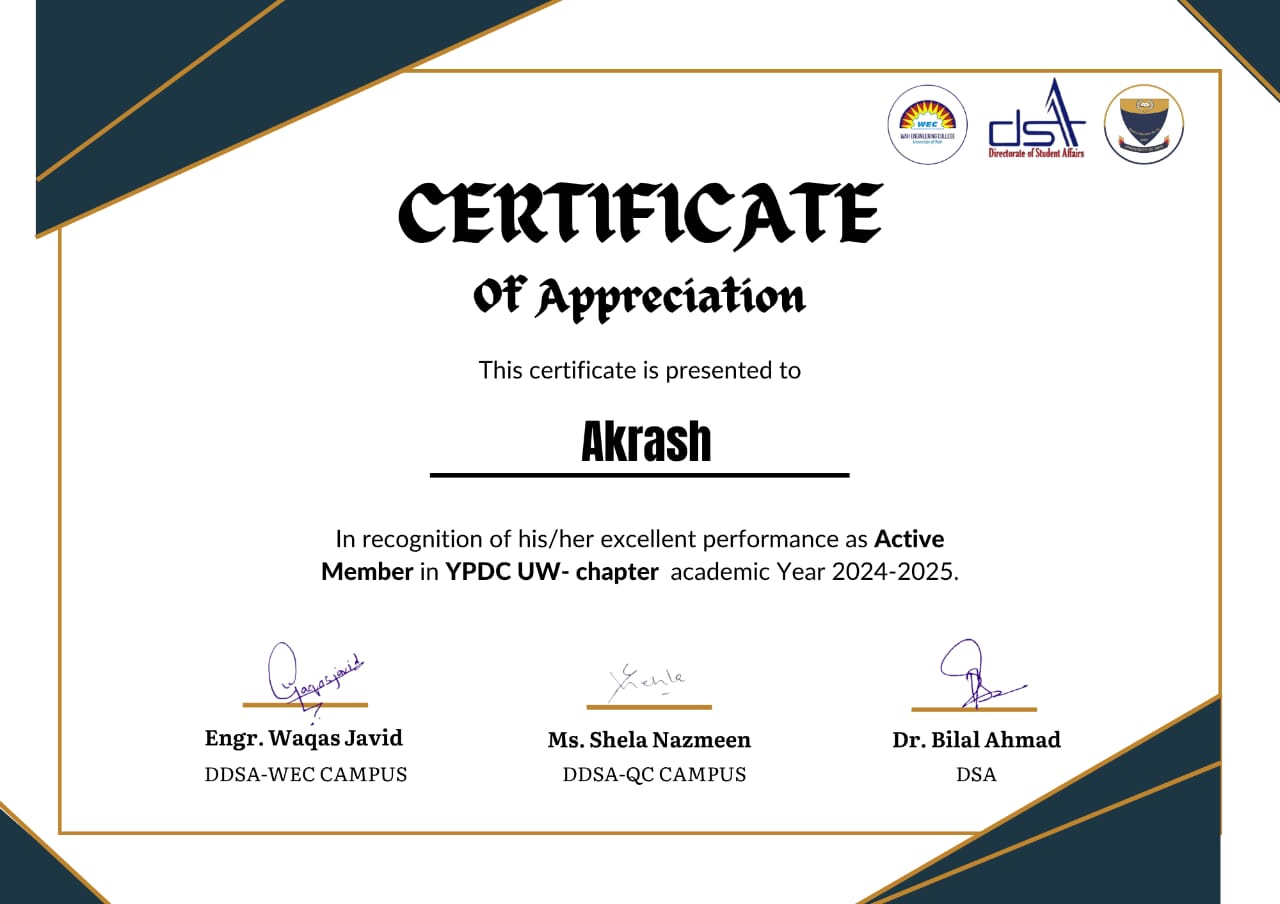 WEC
WAH ENGINEERING COLLEGE
University of Wah
dsa
Directorate of Student Affairs
CERTIFICATE
Of Appreciation
This certificate is presented to
Akrash
In recognition of his/her excellent performance as Active
Member in YPDC UW- chapter academic Year 2024-2025.
Waqasjavid
Shehla
Engr. Waqas Javid
Ms. Shela Nazmeen
Dr. Bilal Ahmad
DDSA-WEC CAMPUS
DDSA-QC CAMPUS
DSA